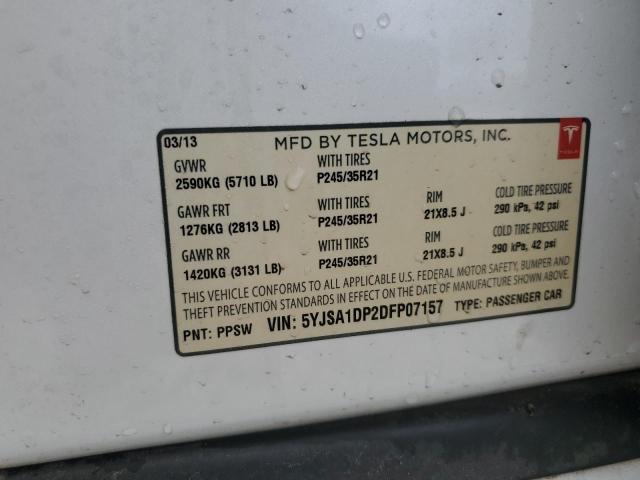 03/13 MFD BY TESLA MOTORS, INC.
TESLA
GVWR WITH TIRES
2590KG (5710 LB) P245/35R21
GAWR FRT WITH TIRES RIM COLD TIRE PRESSURE
1276KG (2813 LB) P245/35R21 21X8.5 J 290 kPa, 42 psi
GAWR RR WITH TIRES RIM COLD TIRE PRESSURE
1420KG (3131 LB) P245/35R21 21X8.5 J 290 kPa, 42 psi
THIS VEHICLE CONFORMS TO ALL APPLICABLE U.S. FEDERAL MOTOR SAFETY, BUMPER AND
THEFT PREVENTION STANDARDS IN EFFECT ON THE DATE OF MANUFACTURE SHOWN ABOVE.
PNT: PPSW VIN: 5YJSA1DP2DFP07157 TYPE: PASSENGER CAR